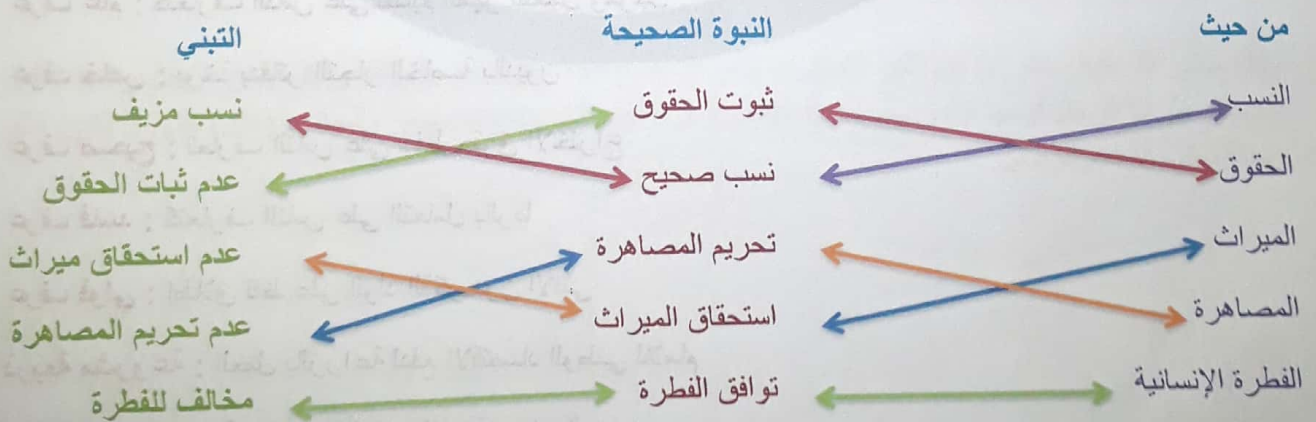 من حيث النبوة الصحيحة التبني
النسب ثبوت الحقوق نسب مزيف
الحقوق نسب صحيح عدم ثبات الحقوق
الميراث تحريم المصاهرة عدم استحقاق ميراث
المصاهرة استحقاق الميراث عدم تحريم المصاهرة
الفطرة الإنسانية توافق الفطرة مخالف للفطرة